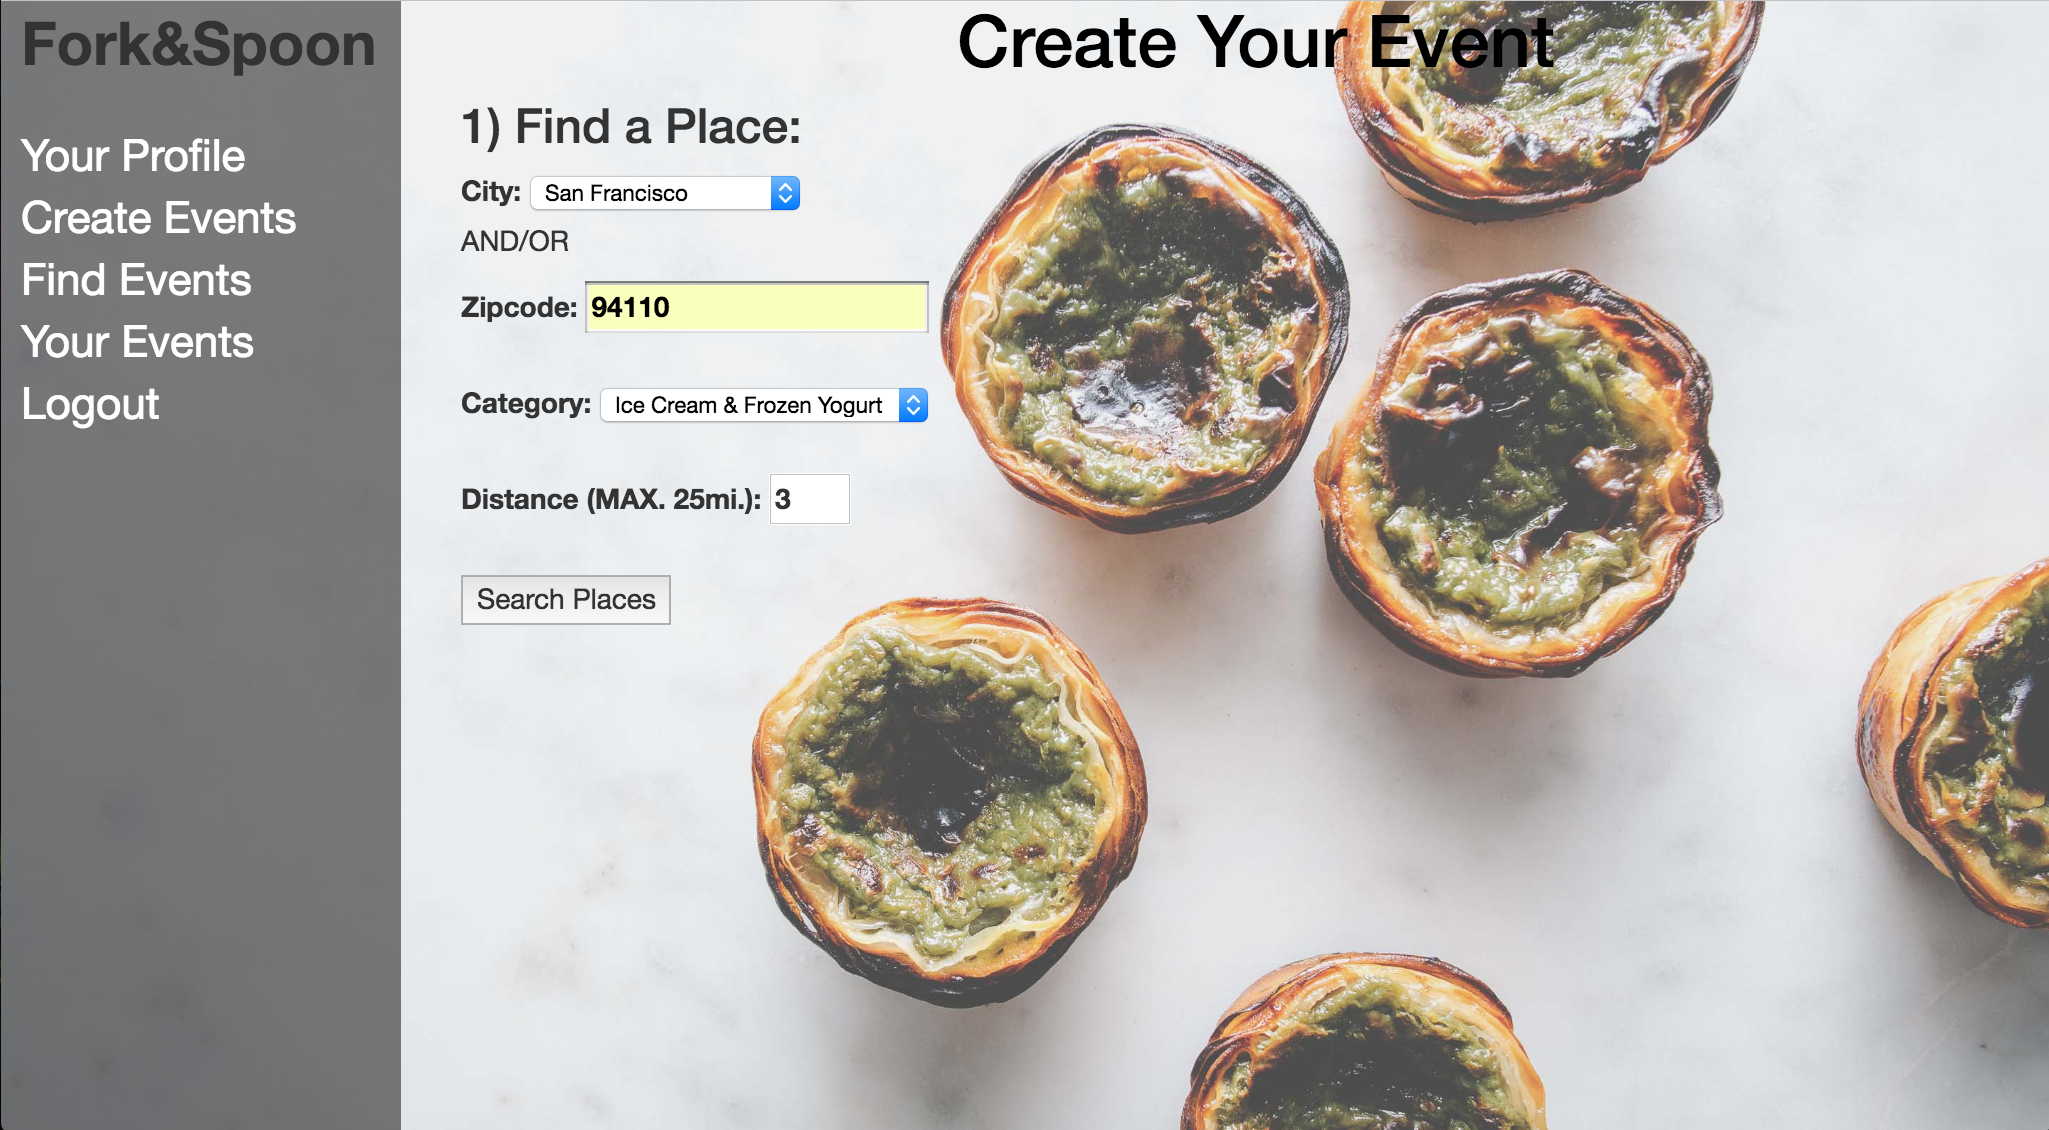 Fork&Spoon
Your Profile
Create Events
Find Events
Your Events
Logout
Create Your Event
1) Find a Place:
City: San Francisco
AND/OR
Zipcode: 94110
Category: Ice Cream & Frozen Yogurt
Distance (MAX. 25mi.): 3
Search Places